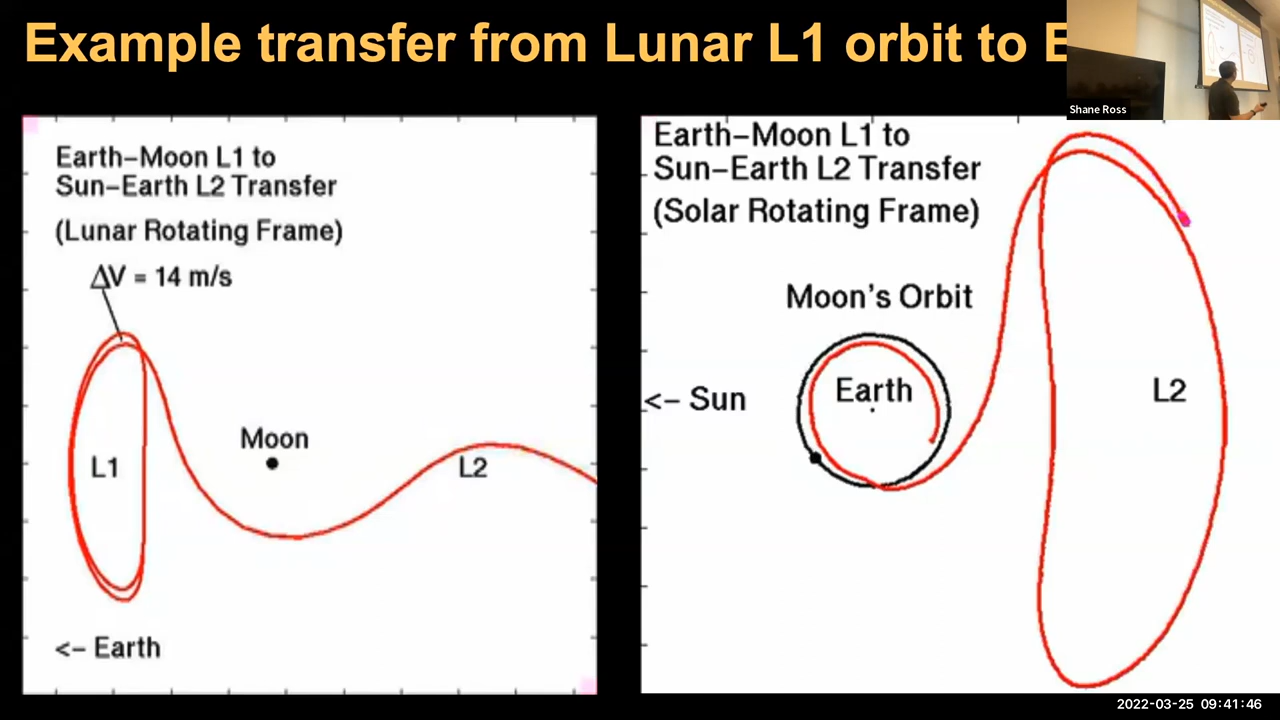 Example transfer from Lunar L1 orbit to
Shane Ross
Earth–Moon L1 to
Sun–Earth L2 Transfer
(Lunar Rotating Frame)
ΔV = 14 m/s
Moon
L1
L2
<– Earth
Earth–Moon L1 to
Sun–Earth L2 Transfer
(Solar Rotating Frame)
Moon's Orbit
Earth
<– Sun
L2
2022-03-25 09:41:46